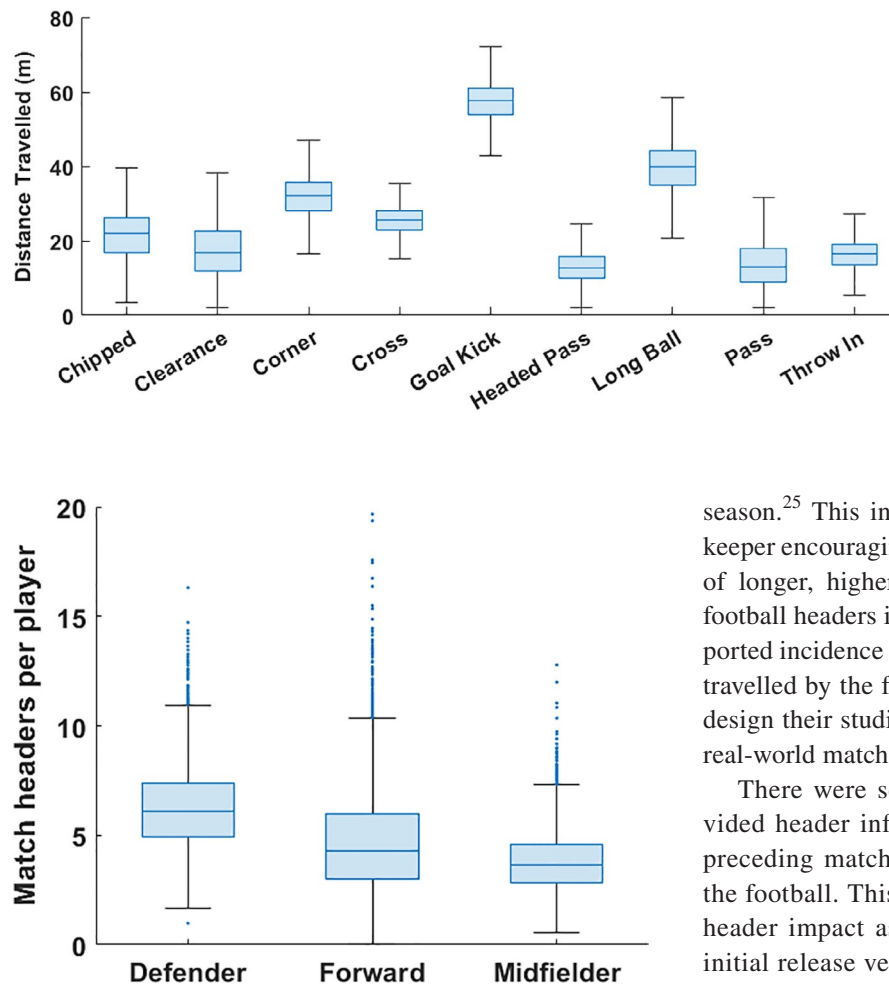 80
60
40
20
0
Distance Travelled (m)
Chipped
Clearance
Corner
Cross
Goal Kick
Headed Pass
Long Ball
Pass
Throw In
20
15
10
5
0
Match headers per player
Defender
Forward
Midfielder
season.25 This in
keeper encouragi
of longer, higher
football headers i
ported incidence
travelled by the f
design their studi
real-world match
There were s
vided header inf
preceding match
the football. This
header impact a
initial release ve